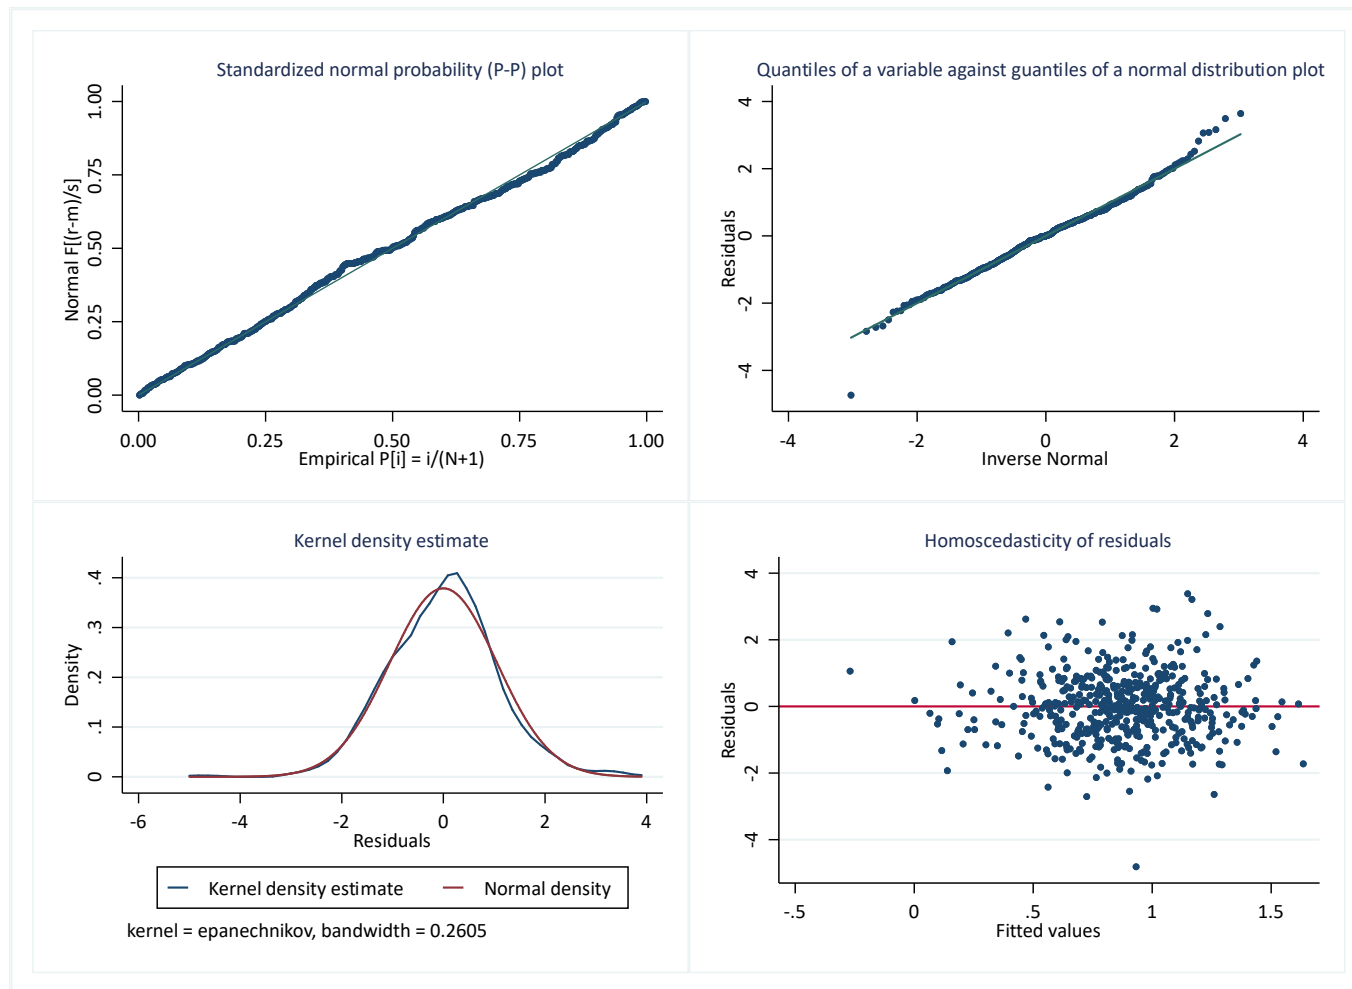 Standardized normal probability (P-P) plot
Normal F[(r-m)/s]
1.00
0.75
0.50
0.25
0.00
0.00 0.25 0.50 0.75 1.00
Empirical P[i] = i/(N+1)
Quantiles of a variable against guantiles of a normal distribution plot
Residuals
4
2
0
-2
-4
-4 -2 0 2 4
Inverse Normal
Kernel density estimate
Density
.4
.3
.2
.1
0
-6 -4 -2 0 2 4
Residuals
Kernel density estimate Normal density
kernel = epanechnikov, bandwidth = 0.2605
Homoscedasticity of residuals
Residuals
4
2
0
-2
-4
-.5 0 .5 1 1.5
Fitted values